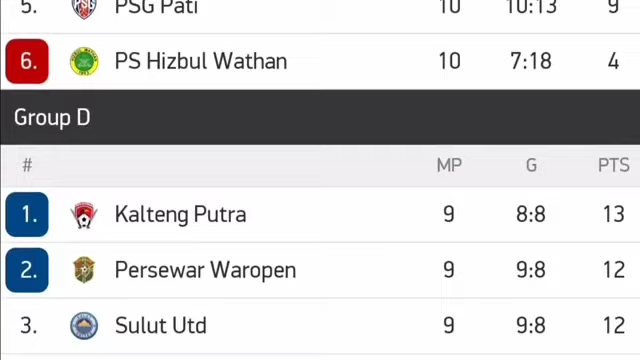 5. PSG Pati 10 10:13 9
6. PS Hizbul Wathan 10 7:18 4
Group D
# MP G PTS
1. Kalteng Putra 9 8:8 13
2. Persewar Waropen 9 9:8 12
3. Sulut Utd 9 9:8 12